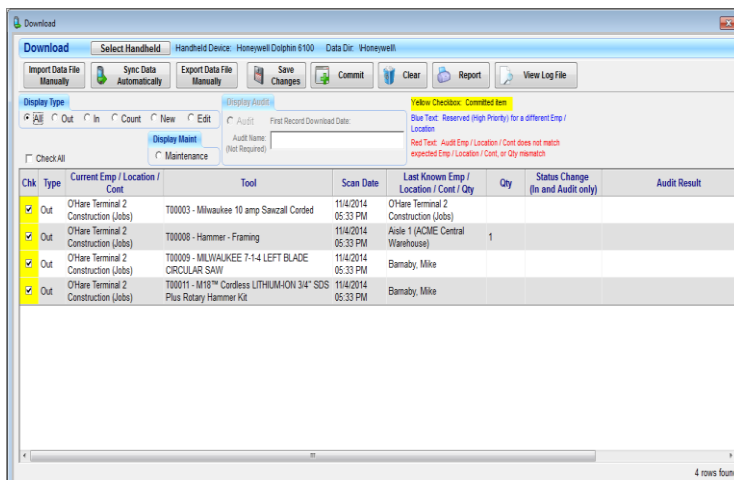 Download
Download Select Handheld Handheld Device: Honeywell Dolphin 6100 Data Dir: \Honeywell\
Import Data File Manually Sync Data Automatically Export Data File Manually Save Changes Commit Clear Report View Log File
Display Type Display Audit Yellow Checkbox: Committed item
All Out In Count New Edit Audit First Record Download Date: Blue Text: Reserved (High Priority) for a different Emp /
Location
Display Maint Audit Name: Red Text: Audit Emp / Location / Cont does not match
(Not Required) expected Emp / Location / Cont, or Qty mismatch
Check All Maintenance
Chk Type Current Emp / Location / Cont Tool Scan Date Last Known Emp / Location / Cont / Qty Qty Status Change (In and Audit only) Audit Result
Out O'Hare Terminal 2 Construction (Jobs) T00003 - Milwaukee 10 amp Sawzall Corded 11/4/2014 05:33 PM O'Hare Terminal 2 Construction (Jobs)
Out O'Hare Terminal 2 Construction (Jobs) T00008 - Hammer - Framing 11/4/2014 05:33 PM Aisle 1 (ACME Central Warehouse) 1
Out O'Hare Terminal 2 Construction (Jobs) T00009 - MILWAUKEE 7-1-4 LEFT BLADE CIRCULAR SAW 11/4/2014 05:33 PM Barnaby, Mike
Out O'Hare Terminal 2 Construction (Jobs) T00011 - M18™ Cordless LITHIUM-ION 3/4" SDS Plus Rotary Hammer Kit 11/4/2014 05:33 PM Barnaby, Mike
4 rows foun